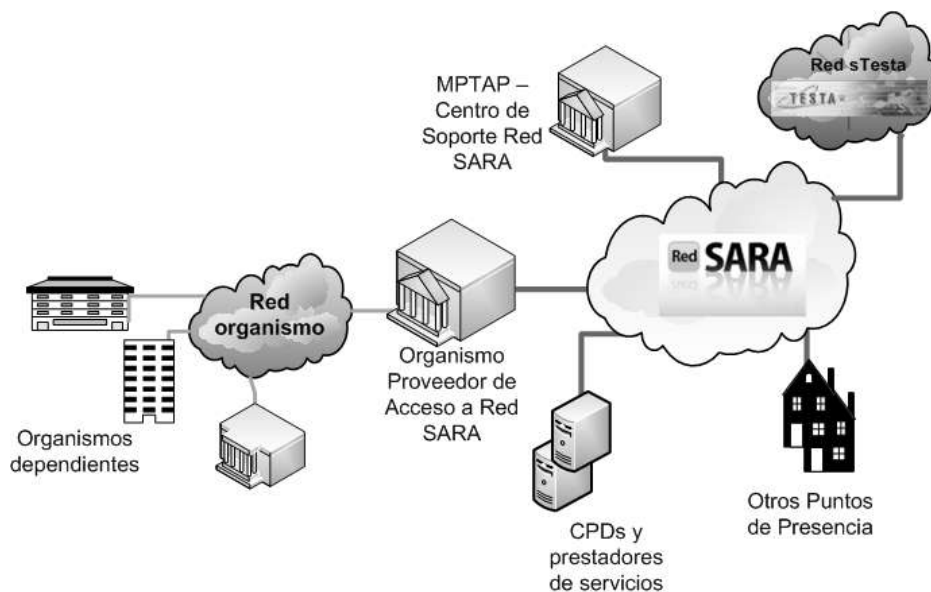 Red sTesta
TESTA
MPTAP –
Centro de
Soporte Red
SARA
Red SARA
Red
organismo
Organismo
Proveedor de
Acceso a Red
SARA
Organismos
dependientes
CPDs y
prestadores
de servicios
Otros Puntos
de Presencia